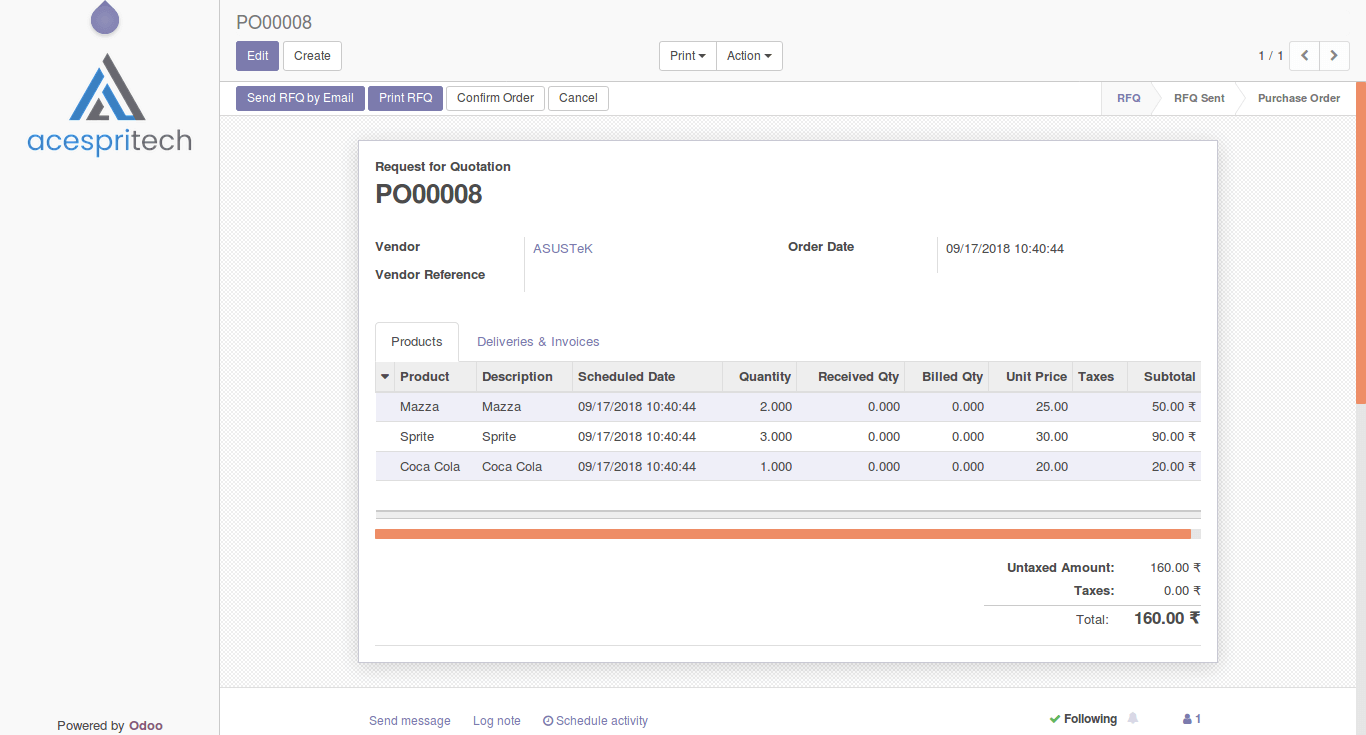 PO00008
Edit Create Print Action 1 / 1
acespritech
Send RFQ by Email Print RFQ Confirm Order Cancel RFQ RFQ Sent Purchase Order
Request for Quotation
PO00008
Vendor ASUSTeK Order Date 09/17/2018 10:40:44
Vendor Reference
Products Deliveries & Invoices
Product Description Scheduled Date Quantity Received Qty Billed Qty Unit Price Taxes Subtotal
Mazza Mazza 09/17/2018 10:40:44 2.000 0.000 0.000 25.00 50.00 ₹
Sprite Sprite 09/17/2018 10:40:44 3.000 0.000 0.000 30.00 90.00 ₹
Coca Cola Coca Cola 09/17/2018 10:40:44 1.000 0.000 0.000 20.00 20.00 ₹
Untaxed Amount: 160.00 ₹
Taxes: 0.00 ₹
Total: 160.00 ₹
Send message Log note Schedule activity Following 1
Powered by Odoo